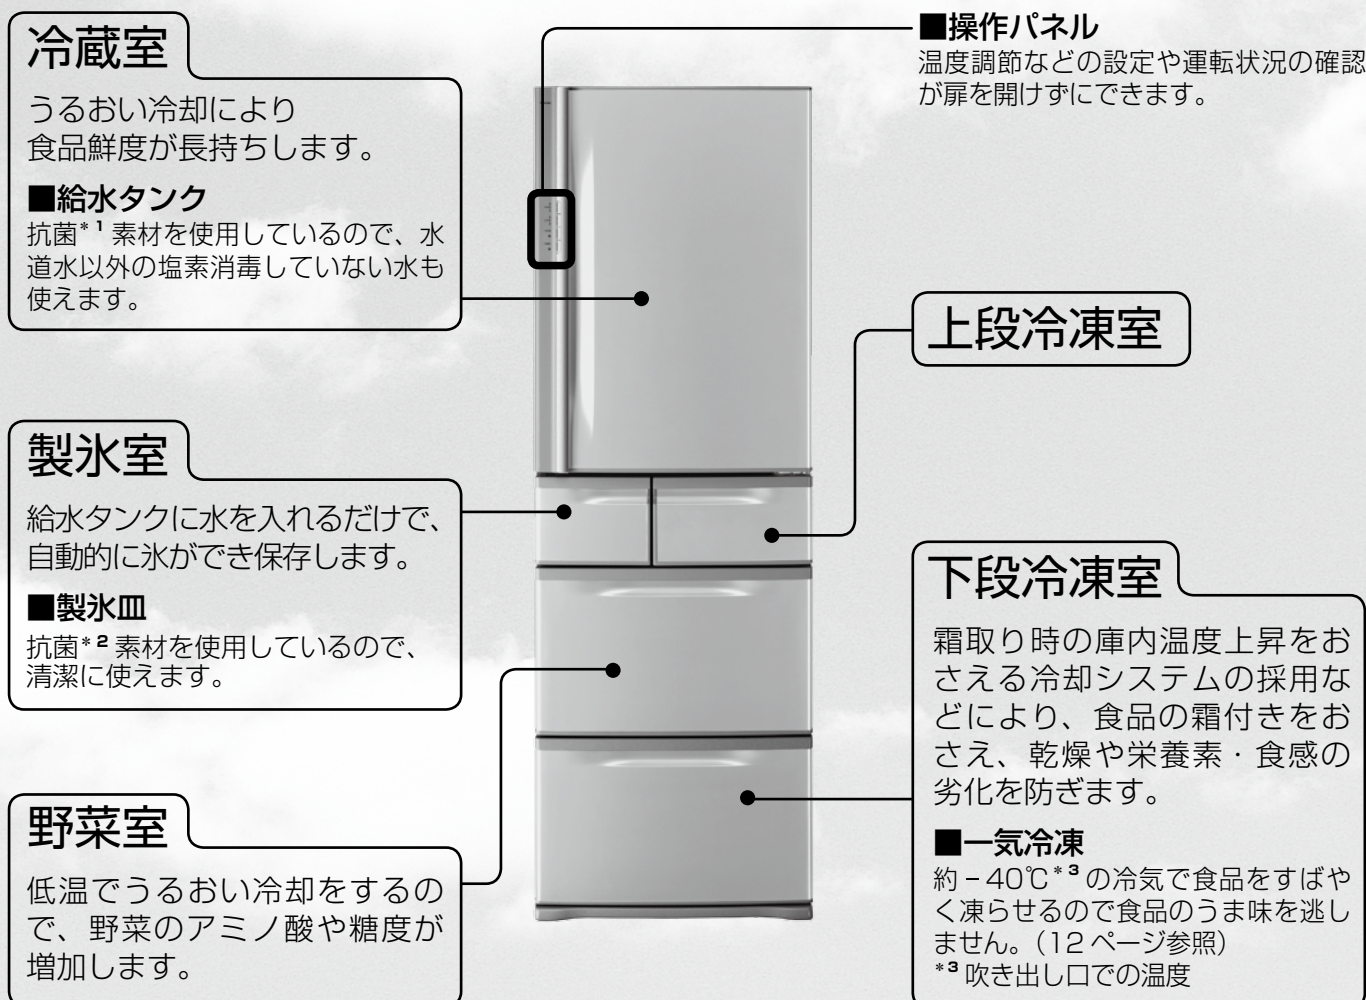 冷蔵室
うるおい冷却により
食品鮮度が長持ちします。
■給水タンク
抗菌*1 素材を使用しているので、水
道水以外の塩素消毒していない水も
使えます。
製氷室
給水タンクに水を入れるだけで、
自動的に氷ができ保存します。
■製氷皿
抗菌*2 素材を使用しているので、
清潔に使えます。
野菜室
低温でうるおい冷却をするの
で、野菜のアミノ酸や糖度が
増加します。
■操作パネル
温度調節などの設定や運転状況の確認
が扉を開けずにできます。
上段冷凍室
下段冷凍室
霜取り時の庫内温度上昇をお
さえる冷却システムの採用な
どにより、食品の霜付きをお
さえ、乾燥や栄養素・食感の
劣化を防ぎます。
■一気冷凍
約－40℃*3 の冷気で食品をすばや
く凍らせるので食品のうま味を逃し
ません。(12ページ参照)
*3 吹き出し口での温度